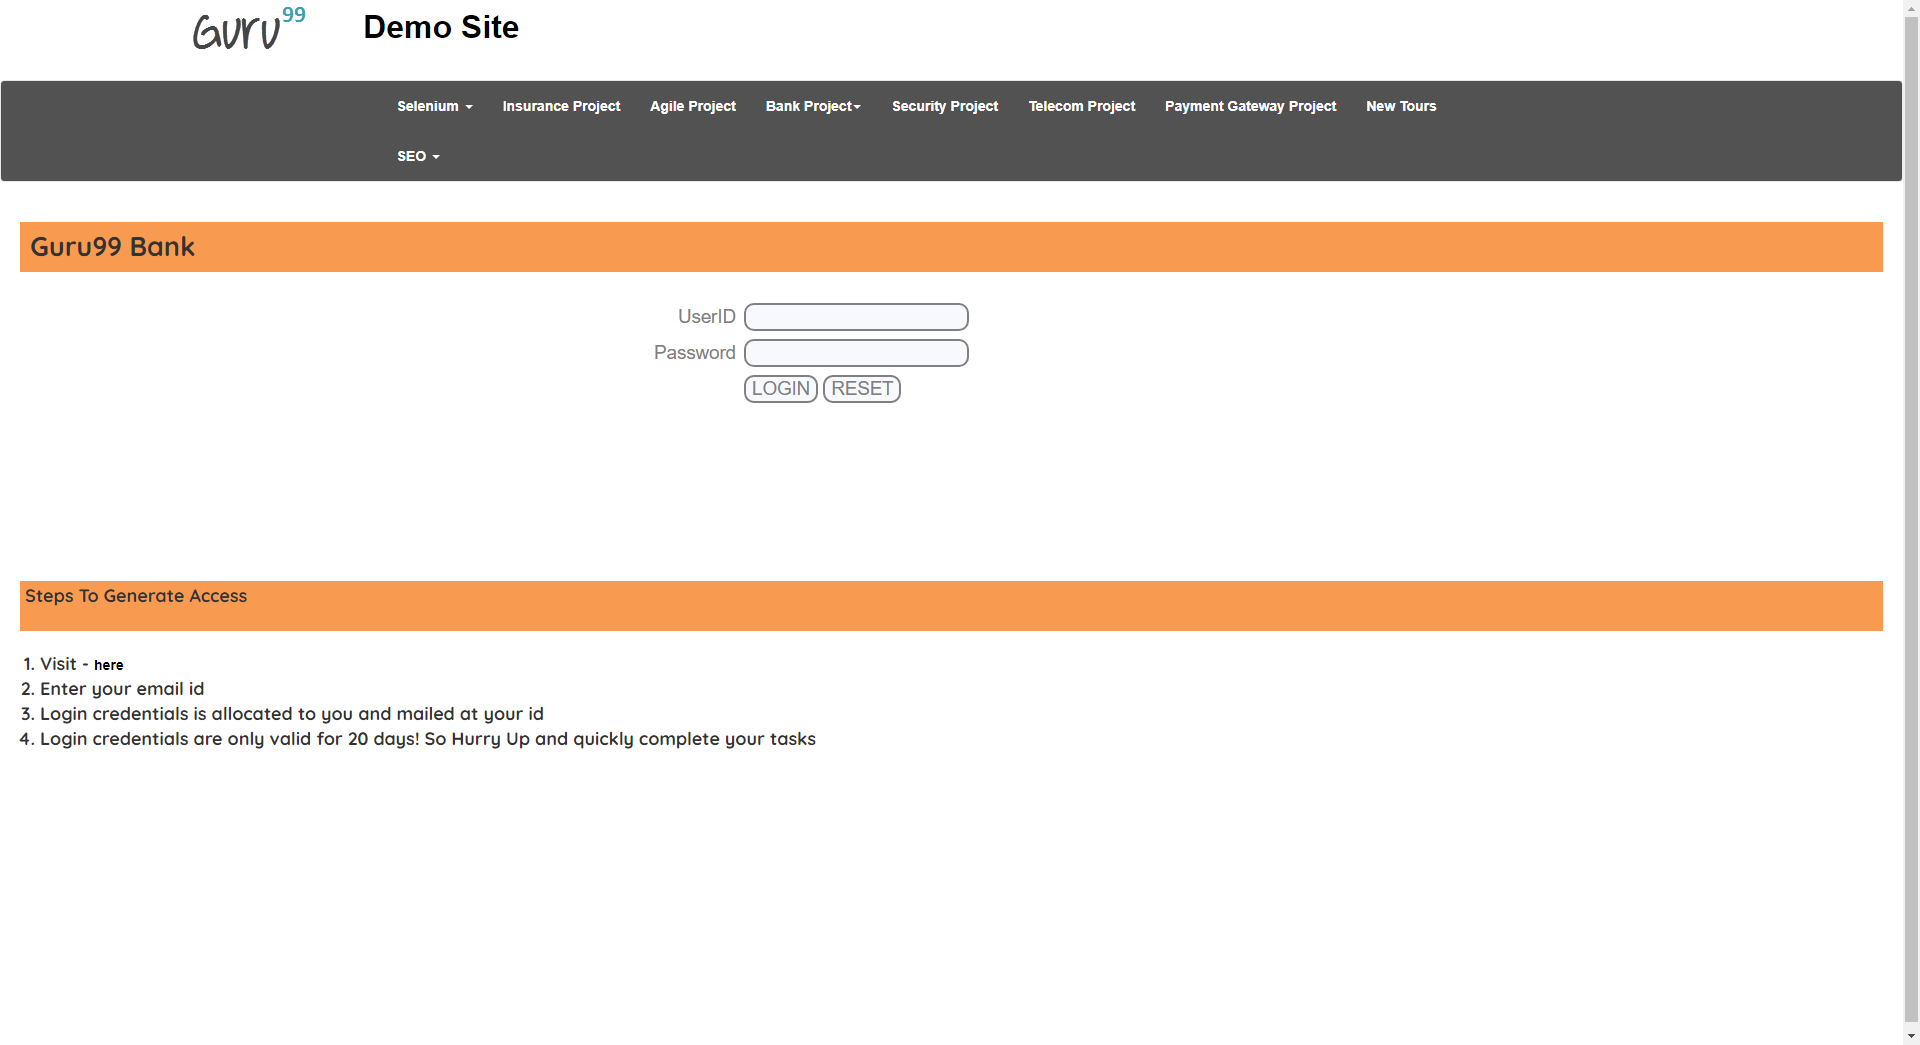 Guru99 Demo Site
Selenium Insurance Project Agile Project Bank Project Security Project Telecom Project Payment Gateway Project New Tours
SEO
Guru99 Bank
UserID
Password
LOGIN RESET
Steps To Generate Access
1. Visit - here
2. Enter your email id
3. Login credentials is allocated to you and mailed at your id
4. Login credentials are only valid for 20 days! So Hurry Up and quickly complete your tasks